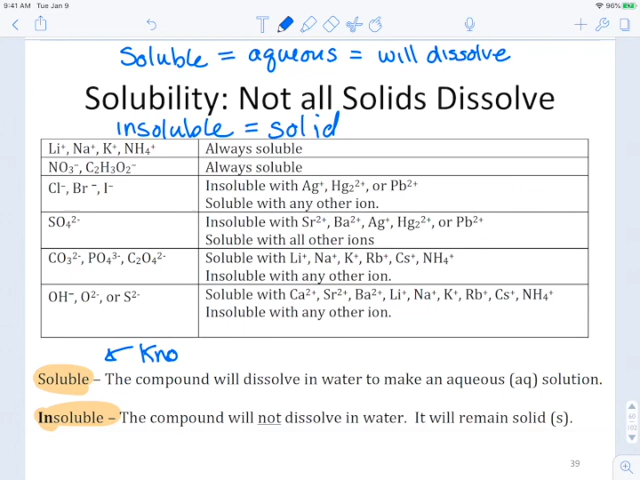 9:41 AM Tue Jan 9
96%
Soluble = aqueous = will dissolve
Solubility: Not all Solids Dissolve
insoluble = solid
Li⁺, Na⁺, K⁺, NH₄⁺ Always soluble
NO₃⁻, C₂H₃O₂⁻ Always soluble
Cl⁻, Br ⁻, I⁻ Insoluble with Ag⁺, Hg₂²⁺, or Pb²⁺
Soluble with any other ion.
SO₄²⁻ Insoluble with Sr²⁺, Ba²⁺, Ag⁺, Hg₂²⁺, or Pb²⁺
Soluble with all other ions
CO₃²⁻, PO₄³⁻, C₂O₄²⁻ Soluble with Li⁺, Na⁺, K⁺, Rb⁺, Cs⁺, NH₄⁺
Insoluble with any other ion.
OH⁻, O²⁻, or S²⁻ Soluble with Ca²⁺, Sr²⁺, Ba²⁺, Li⁺, Na⁺, K⁺, Rb⁺, Cs⁺, NH₄⁺
Insoluble with any other ion.
Kno
Soluble – The compound will dissolve in water to make an aqueous (aq) solution.
Insoluble – The compound will not dissolve in water. It will remain solid (s).
39